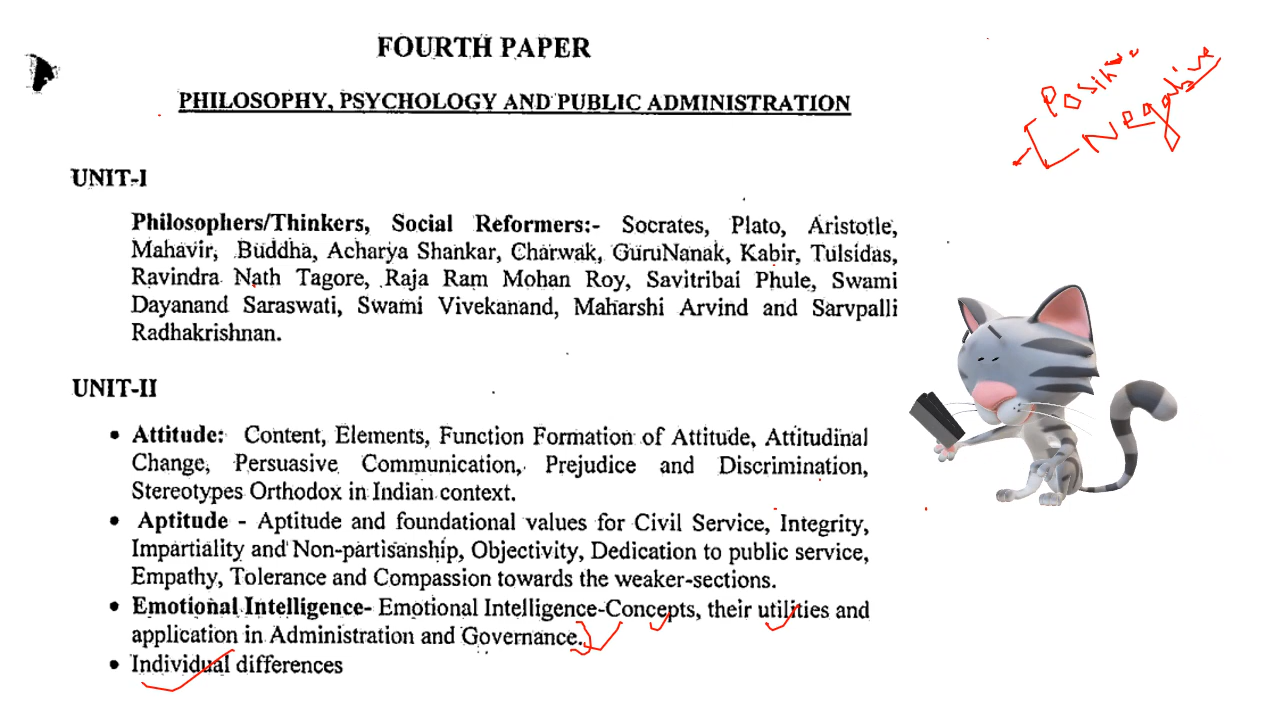 FOURTH PAPER
PHILOSOPHY, PSYCHOLOGY AND PUBLIC ADMINISTRATION
Positive
Negative
UNIT-I
Philosophers/Thinkers, Social Reformers:- Socrates, Plato, Aristotle,
Mahavir, Buddha, Acharya Shankar, Charwak, GuruNanak, Kabir, Tulsidas,
Ravindra Nath Tagore, Raja Ram Mohan Roy, Savitribai Phule, Swami
Dayanand Saraswati, Swami Vivekanand, Maharshi Arvind and Sarvpalli
Radhakrishnan.
UNIT-II
• Attitude: Content, Elements, Function Formation of Attitude, Attitudinal
Change, Persuasive Communication, Prejudice and Discrimination,
Stereotypes Orthodox in Indian context.
• Aptitude - Aptitude and foundational values for Civil Service, Integrity,
Impartiality and Non-partisanship, Objectivity, Dedication to public service,
Empathy, Tolerance and Compassion towards the weaker-sections.
• Emotional Intelligence- Emotional Intelligence-Concepts, their utilities and
application in Administration and Governance.
• Individual differences